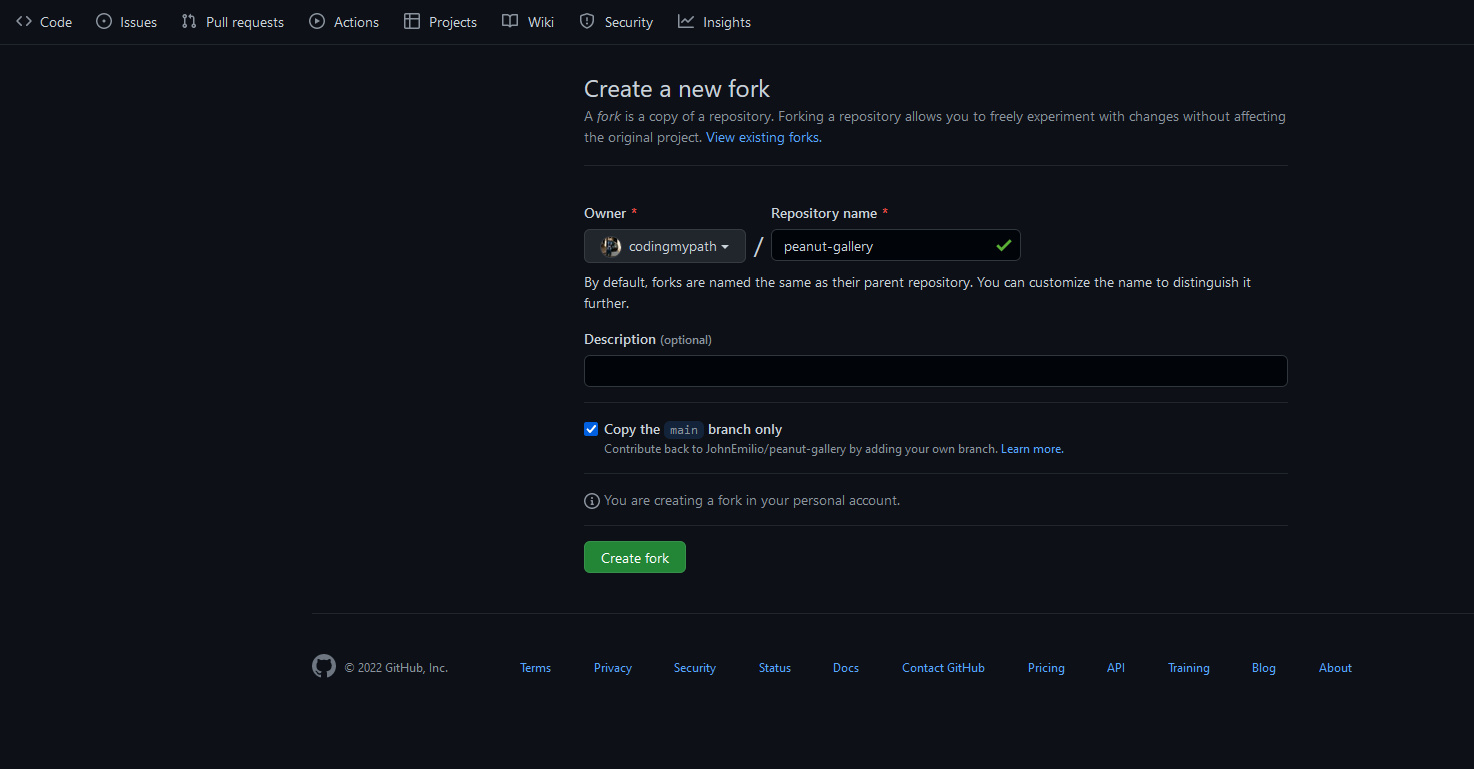 Code Issues Pull requests Actions Projects Wiki Security Insights
Create a new fork
A fork is a copy of a repository. Forking a repository allows you to freely experiment with changes without affecting
the original project. View existing forks.
Owner * Repository name *
codingmypath / peanut-gallery
By default, forks are named the same as their parent repository. You can customize the name to distinguish it
further.
Description (optional)
Copy the main branch only
Contribute back to JohnEmilio/peanut-gallery by adding your own branch. Learn more.
You are creating a fork in your personal account.
Create fork
© 2022 GitHub, Inc. Terms Privacy Security Status Docs Contact GitHub Pricing API Training Blog About